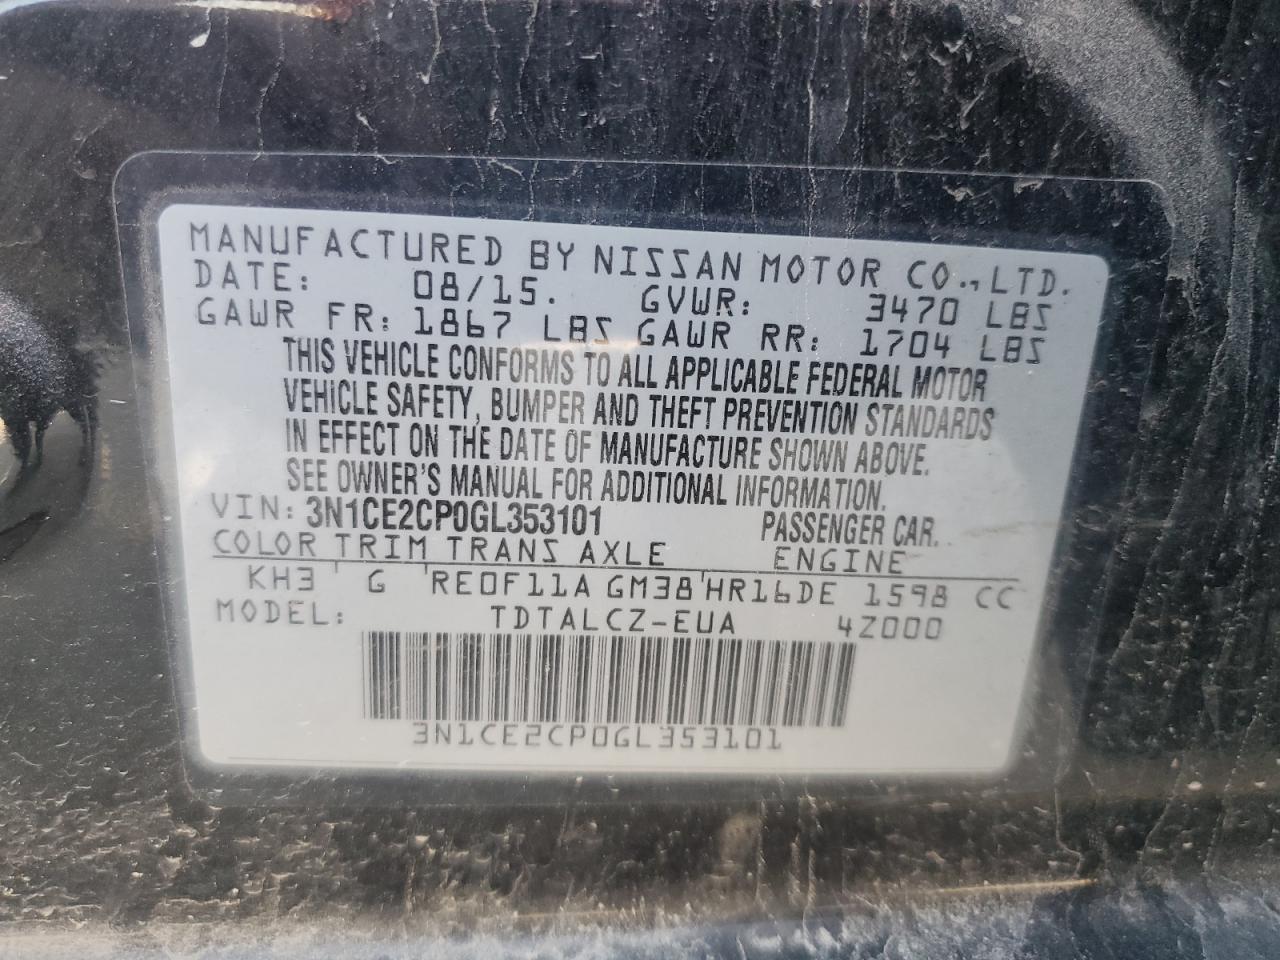 MANUFACTURED BY NISSAN MOTOR CO., LTD.
DATE: 08/15. GVWR: 3470 LBS
GAWR FR: 1867 LBS GAWR RR: 1704 LBS
THIS VEHICLE CONFORMS TO ALL APPLICABLE FEDERAL MOTOR
VEHICLE SAFETY, BUMPER AND THEFT PREVENTION STANDARDS
IN EFFECT ON THE DATE OF MANUFACTURE SHOWN ABOVE.
SEE OWNER'S MANUAL FOR ADDITIONAL INFORMATION.
VIN: 3N1CE2CP0GL353101 PASSENGER CAR.
COLOR TRIM TRANS AXLE ENGINE
KH3 G RE0F11A GM38 HR16DE 1598 CC
MODEL: TDTALCZ-EUA 4Z000
3N1CE2CP0GL353101